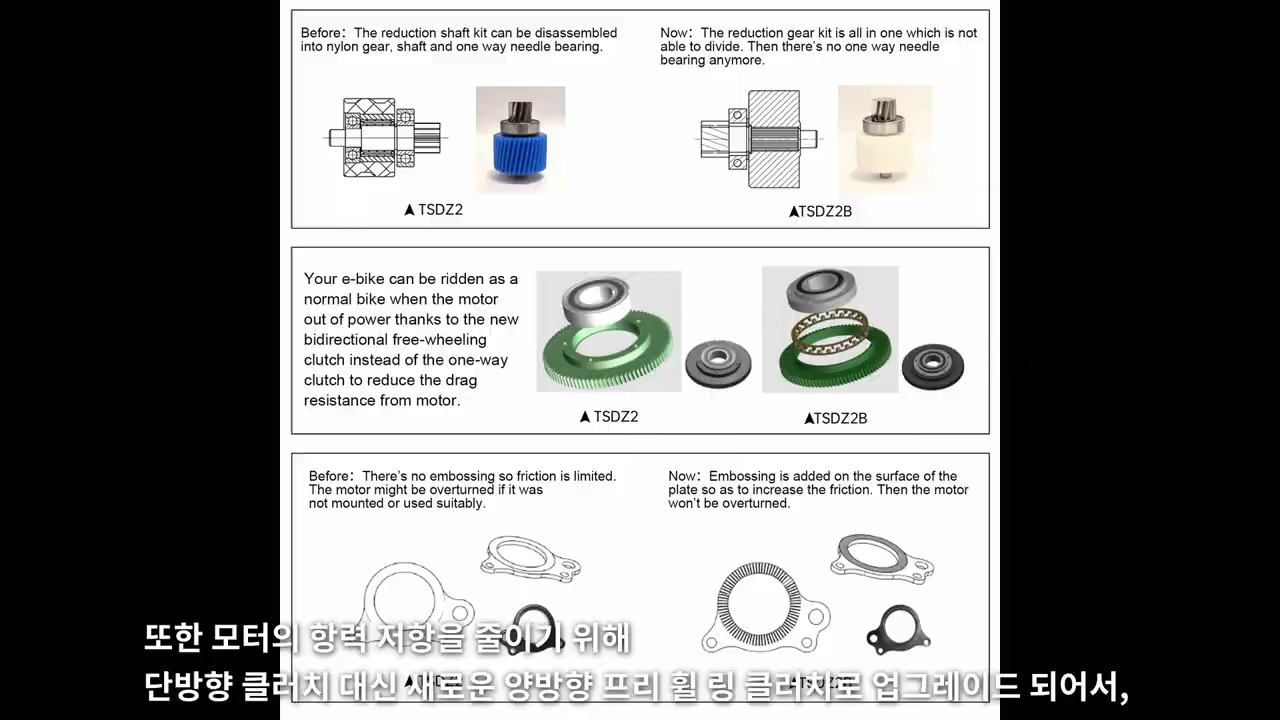 Before：The reduction shaft kit can be disassembled
into nylon gear, shaft and one way needle bearing.
Now：The reduction gear kit is all in one which is not
able to divide. Then there's no one way needle
bearing anymore.
TSDZ2
TSDZ2B
Your e-bike can be ridden as a
normal bike when the motor
out of power thanks to the new
bidirectional free-wheeling
clutch instead of the one-way
clutch to reduce the drag
resistance from motor.
TSDZ2
TSDZ2B
Before：There's no embossing so friction is limited.
The motor might be overturned if it was
not mounted or used suitably.
Now：Embossing is added on the surface of the
plate so as to increase the friction. Then the motor
won't be overturned.
또한 모터의 항력 저항을 줄이기 위해
단방향 클러치 대신 새로운 양방향 프리 휠 링 클러치로 업그레이드 되어서,